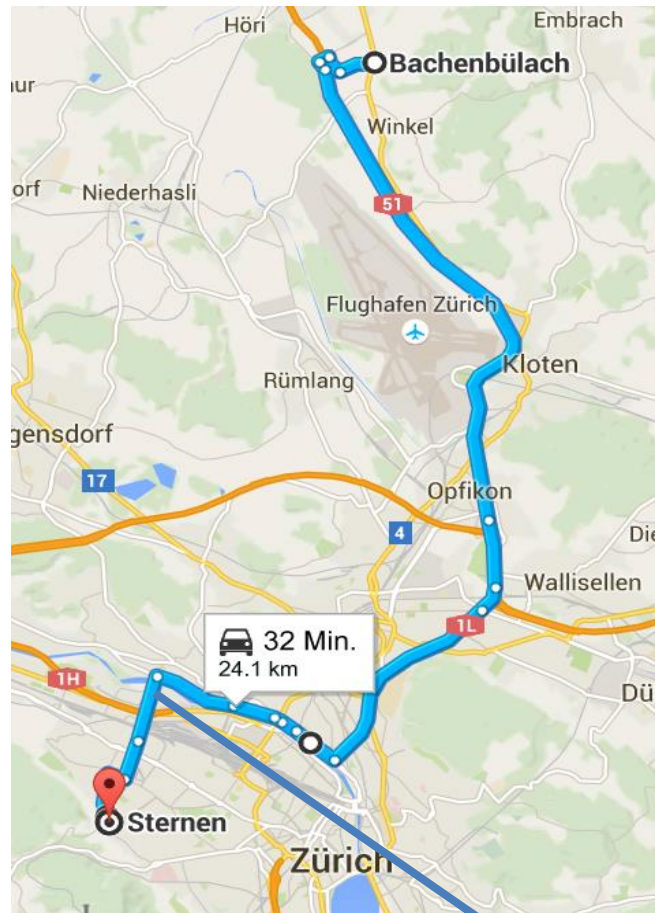 Höri
Embrach
Bachenbülach
ur
Winkel
orf
Niederhasli
51
Flughafen Zürich
Kloten
Rümlang
gensdorf
17
Opfikon
4
Die
Wallisellen
1L
32 Min.
24.1 km
1H
Dü
Sternen
Zürich